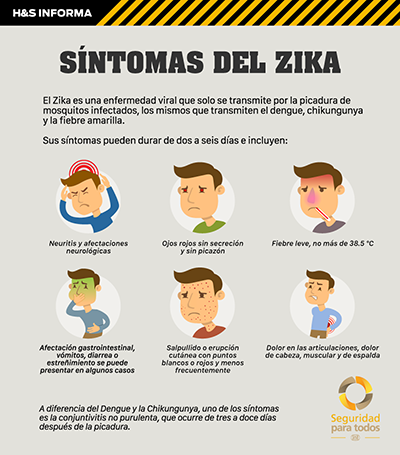 H&S INFORMA
SÍNTOMAS DEL ZIKA
El Zika es una enfermedad viral que solo se transmite por la picadura de
mosquitos infectados, los mismos que transmiten el dengue, chikungunya
y la fiebre amarilla.
Sus síntomas pueden durar de dos a seis días e incluyen:
Neuritis y afectaciones
neurológicas
Ojos rojos sin secreción
y sin picazón
Fiebre leve, no más de 38.5 °C
Afectación gastrointestinal,
vómitos, diarrea o
estreñimiento se puede
presentar en algunos casos
Salpullido o erupción
cutánea con puntos
blancos o rojos y menos
frecuentemente
Dolor en las articulaciones, dolor
de cabeza, muscular y de espalda
A diferencia del Dengue y la Chikungunya, uno de los síntomas
es la conjuntivitis no purulenta, que ocurre de tres a doce días
después de la picadura.
Seguridad
para todos